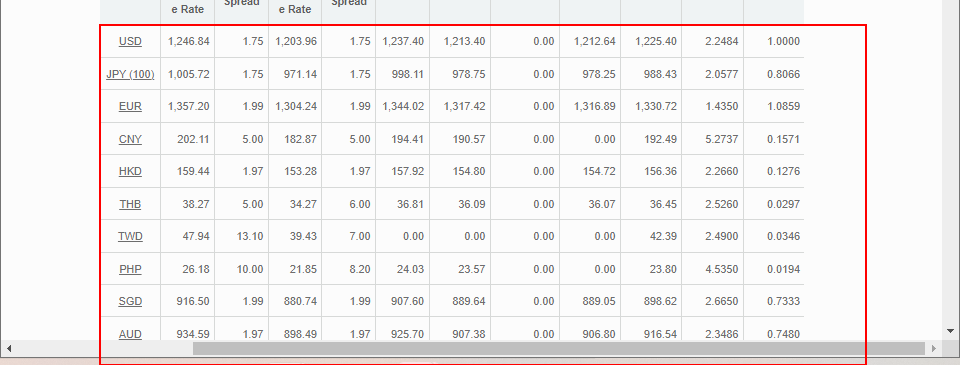 Spread Spread
e Rate e Rate
USD 1,246.84 1.75 1,203.96 1.75 1,237.40 1,213.40 0.00 1,212.64 1,225.40 2.2484 1.0000
JPY (100) 1,005.72 1.75 971.14 1.75 998.11 978.75 0.00 978.25 988.43 2.0577 0.8066
EUR 1,357.20 1.99 1,304.24 1.99 1,344.02 1,317.42 0.00 1,316.89 1,330.72 1.4350 1.0859
CNY 202.11 5.00 182.87 5.00 194.41 190.57 0.00 0.00 192.49 5.2737 0.1571
HKD 159.44 1.97 153.28 1.97 157.92 154.80 0.00 154.72 156.36 2.2660 0.1276
THB 38.27 5.00 34.27 6.00 36.81 36.09 0.00 36.07 36.45 2.5260 0.0297
TWD 47.94 13.10 39.43 7.00 0.00 0.00 0.00 0.00 42.39 2.4900 0.0346
PHP 26.18 10.00 21.85 8.20 24.03 23.57 0.00 0.00 23.80 4.5350 0.0194
SGD 916.50 1.99 880.74 1.99 907.60 889.64 0.00 889.05 898.62 2.6650 0.7333
AUD 934.59 1.97 898.49 1.97 925.70 907.38 0.00 906.80 916.54 2.3486 0.7480